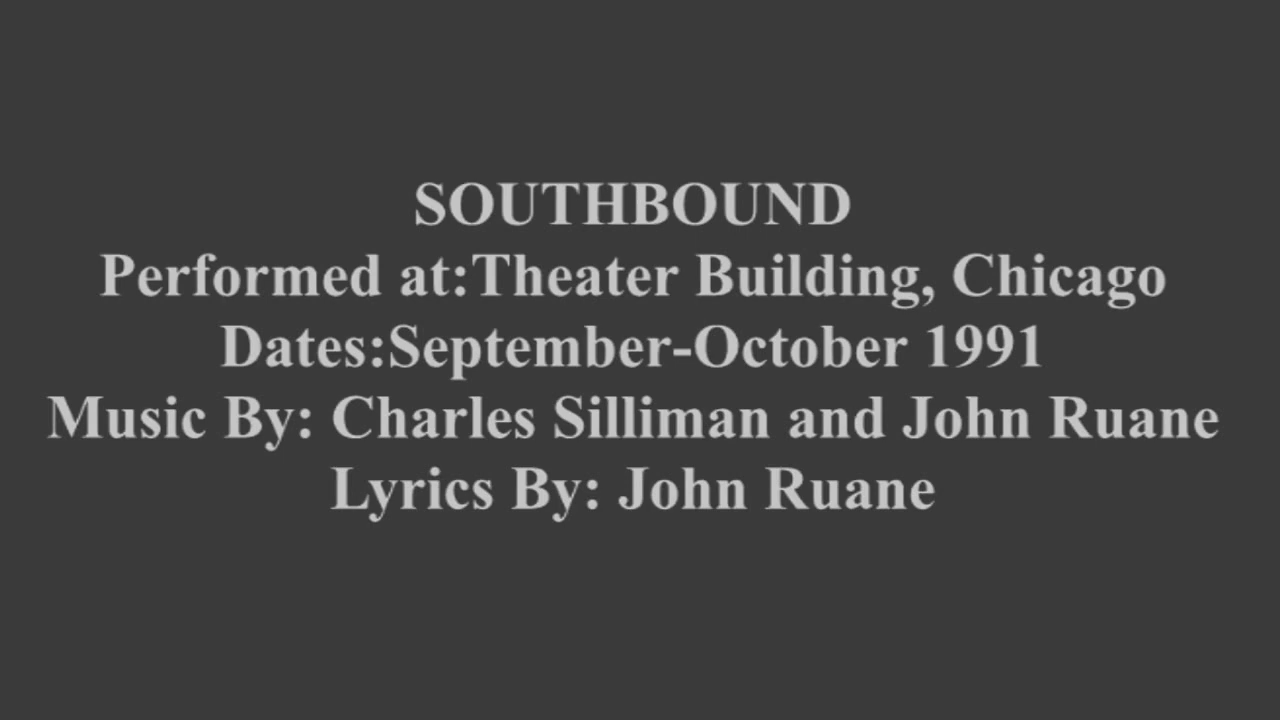 SOUTHBOUND
Performed at:Theater Building, Chicago
Dates:September-October 1991
Music By: Charles Silliman and John Ruane
Lyrics By: John Ruane